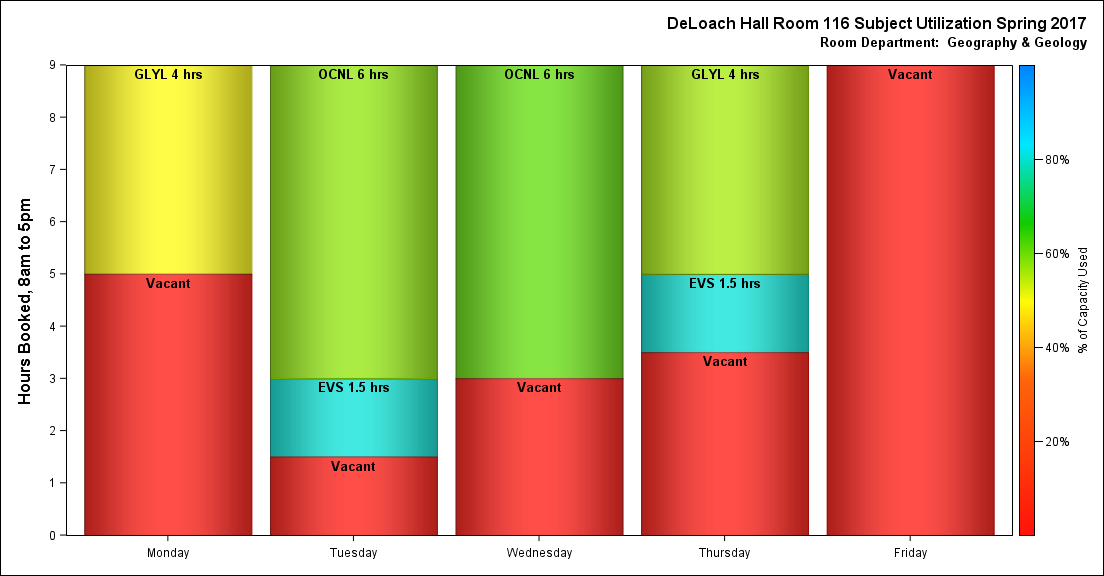 DeLoach Hall Room 116 Subject Utilization Spring 2017
Room Department: Geography & Geology
Hours Booked, 8am to 5pm
9
8
7
6
5
4
3
2
1
0
GLYL 4 hrs
Vacant
OCNL 6 hrs
EVS 1.5 hrs
Vacant
OCNL 6 hrs
Vacant
GLYL 4 hrs
EVS 1.5 hrs
Vacant
Vacant
Monday
Tuesday
Wednesday
Thursday
Friday
80%
60%
40%
20%
% of Capacity Used